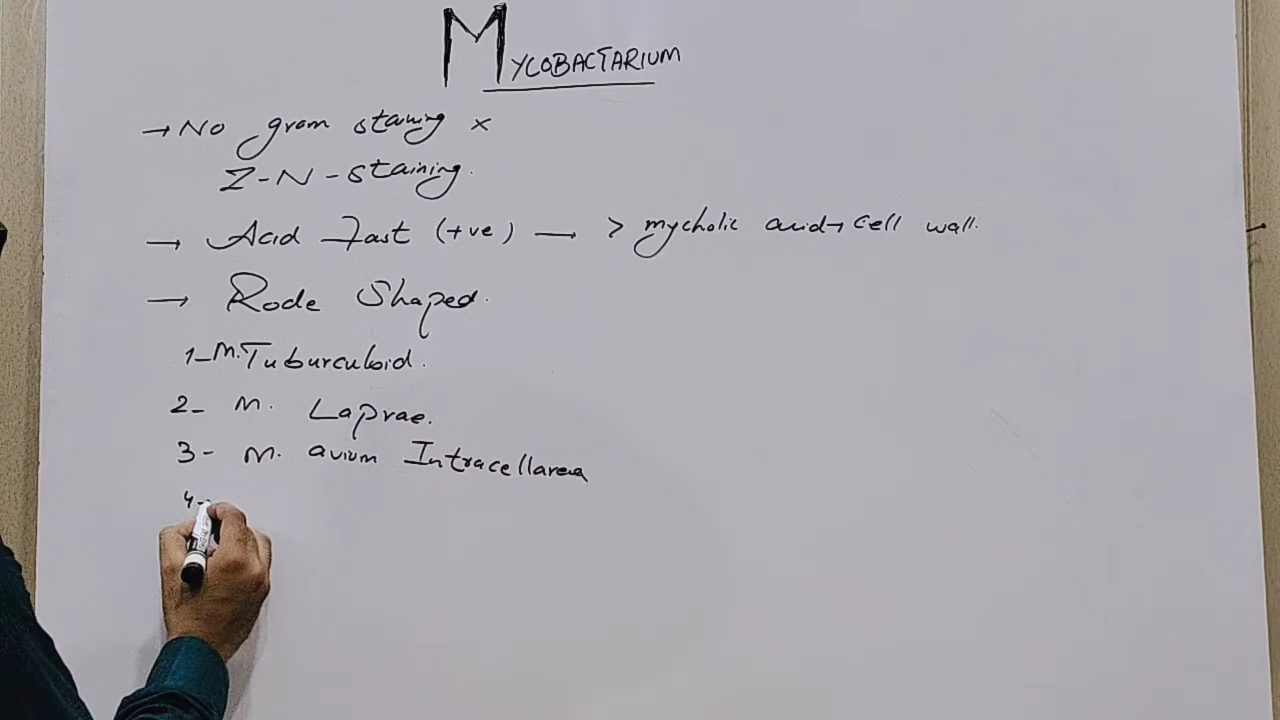 MYCOBACTARIUM
→ No gram staining ×
Z-N-staining.
→ Acid Fast (+ve) → > mycholic acid → cell wall.
→ Rode Shaped.
1- M. Tuburculoid.
2- M. Laprae.
3- M. avium Intracellarea
4-